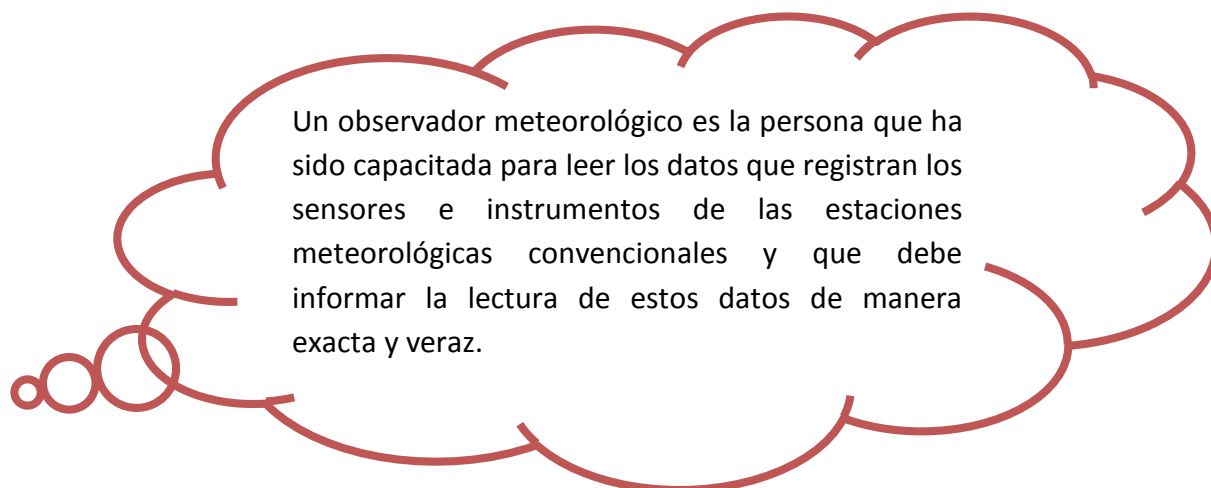 Un observador meteorológico es la persona que ha
sido capacitada para leer los datos que registran los
sensores e instrumentos de las estaciones
meteorológicas convencionales y que debe
informar la lectura de estos datos de manera
exacta y veraz.